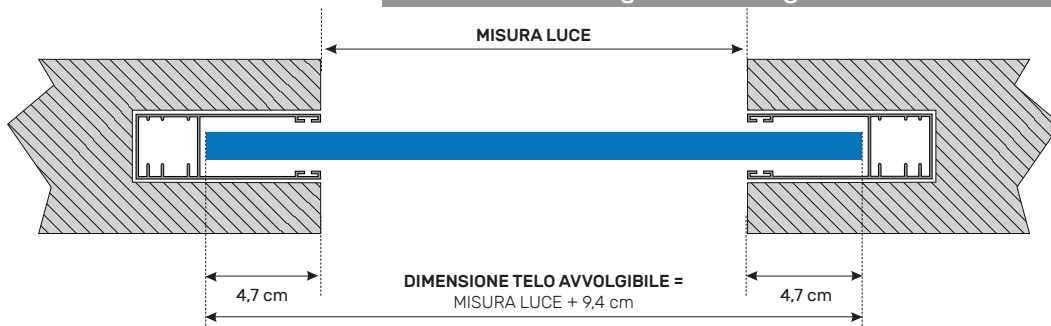 MISURA LUCE
4,7 cm
DIMENSIONE TELO AVVOLGIBILE =
MISURA LUCE + 9,4 cm
4,7 cm